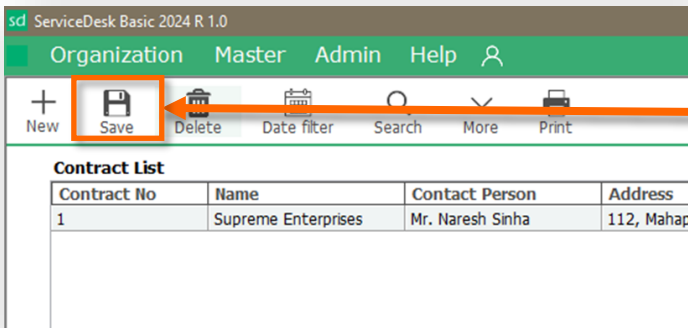 sd ServiceDesk Basic 2024 R 1.0
Organization Master Admin Help
New Save Delete Date filter Search More Print
Contract List
Contract No Name Contact Person Address
1 Supreme Enterprises Mr. Naresh Sinha 112,